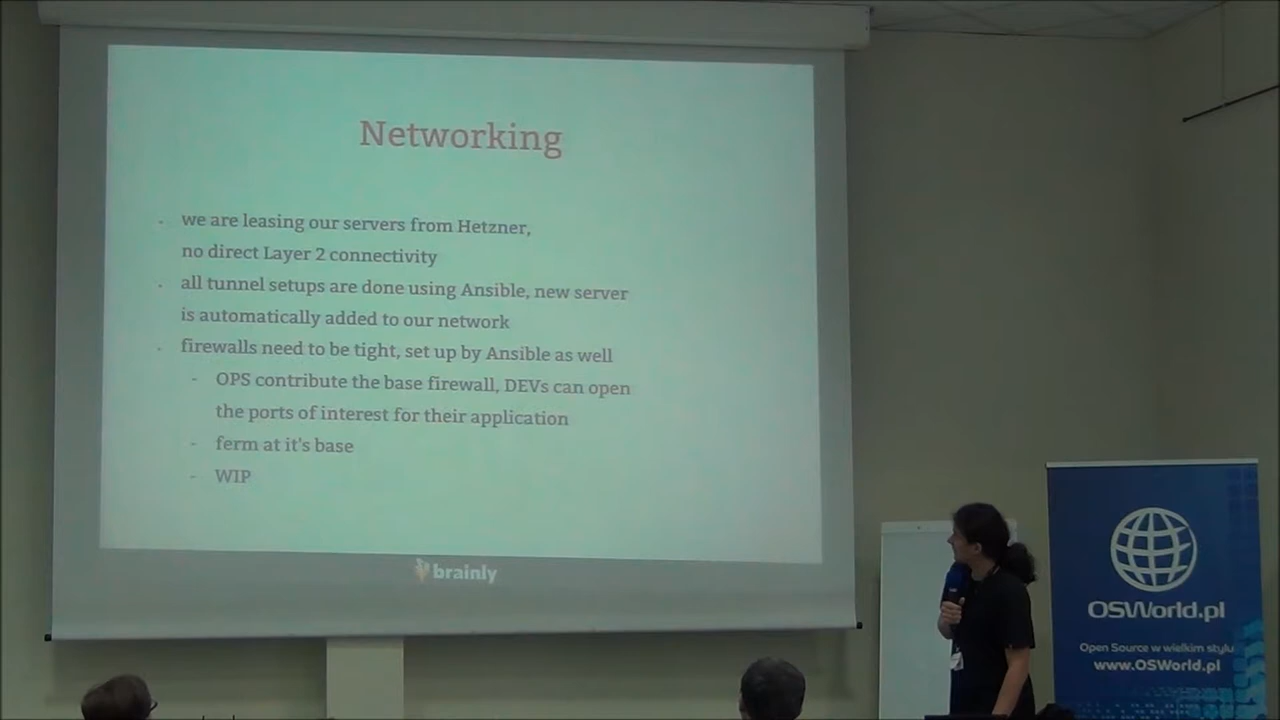 Networking
- we are leasing our servers from Hetzner,
no direct Layer 2 connectivity
- all tunnel setups are done using Ansible, new server
is automatically added to our network
- firewalls need to be tight, set up by Ansible as well
- OPS contribute the base firewall, DEVs can open
the ports of interest for their application
- ferm at it's base
- WIP
brainly
OSWorld.pl
Open Source w wielkim stylu
www.OSWorld.pl